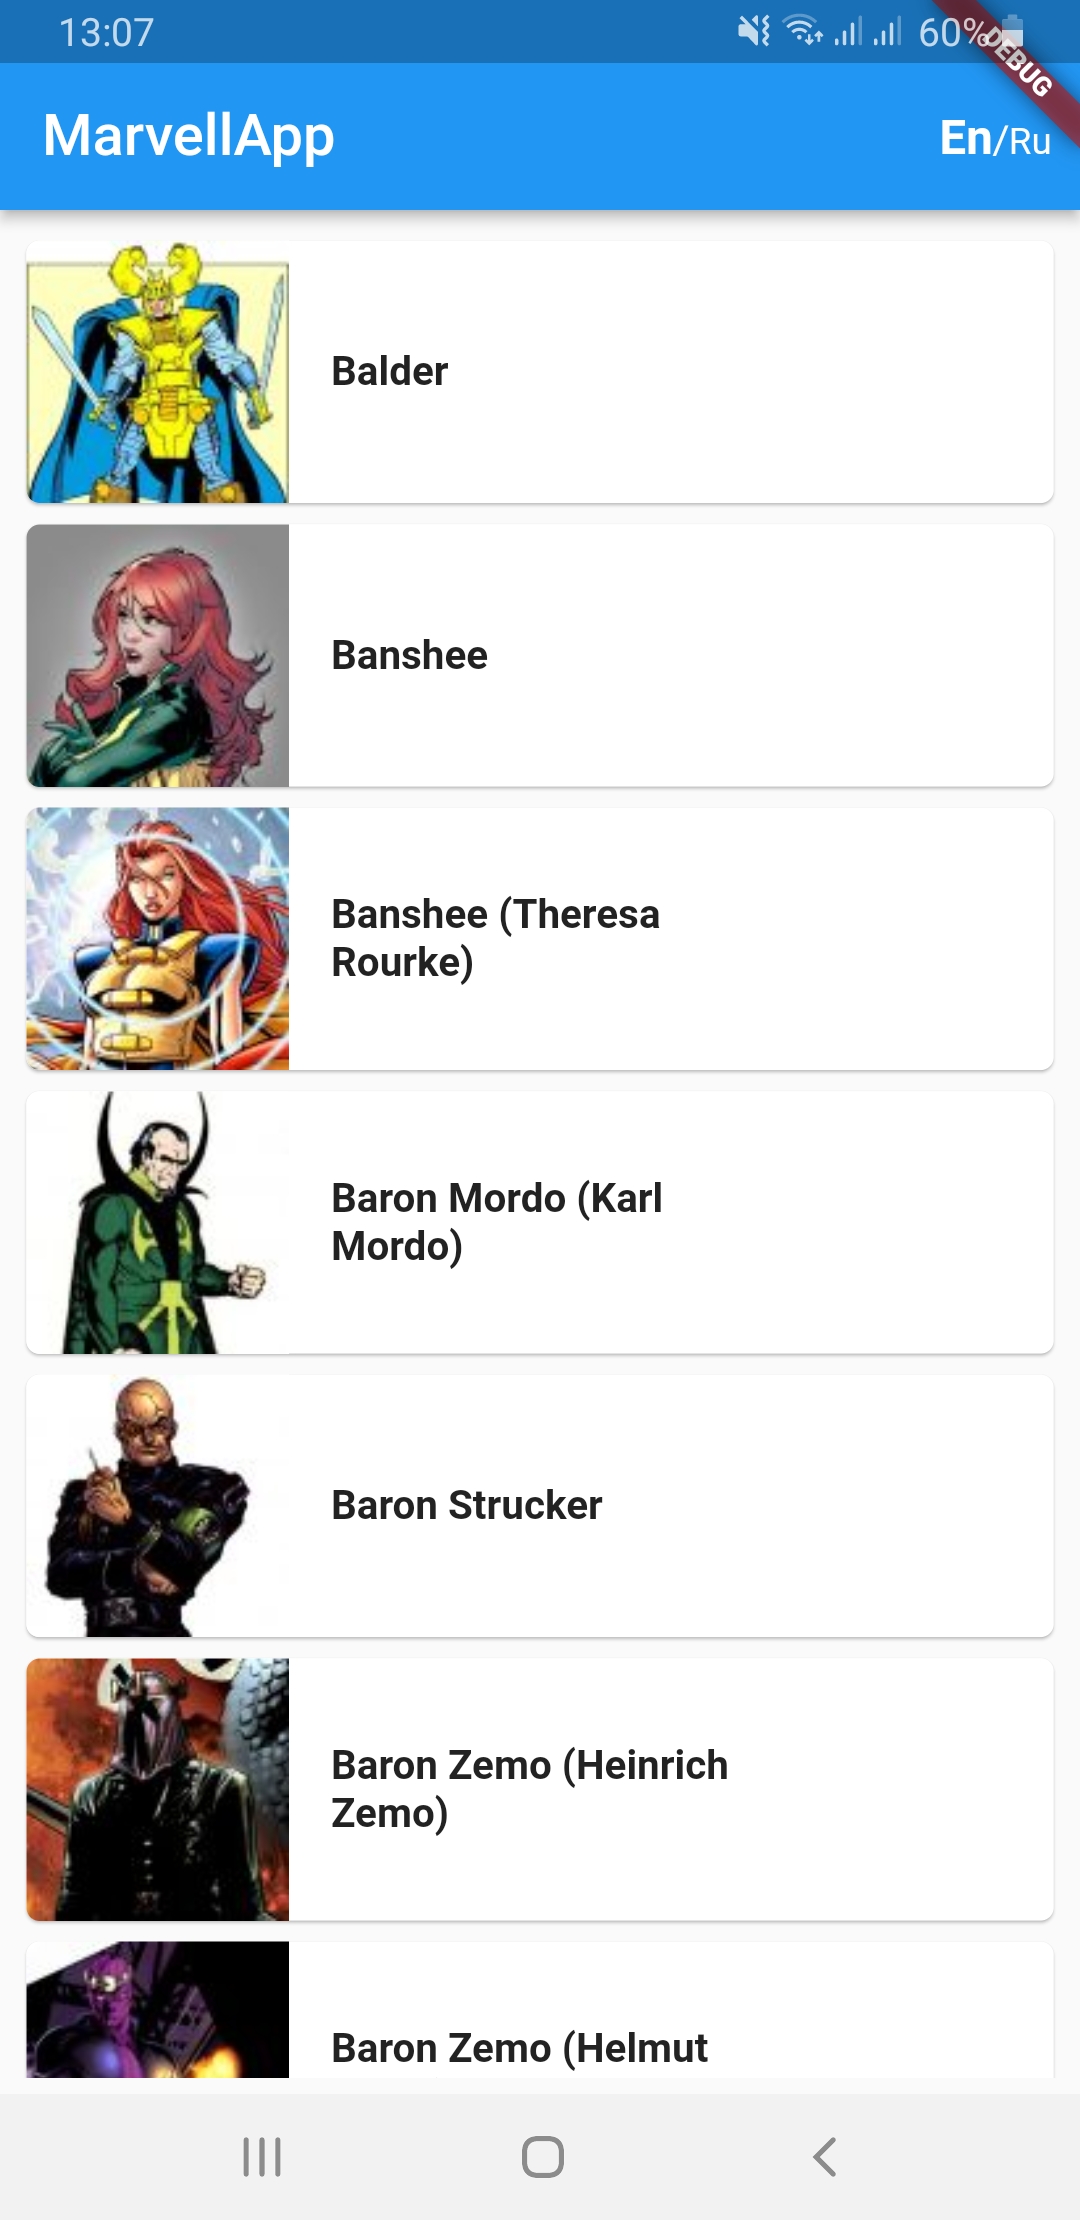 13:07
60%
DEBUG
MarvellApp
En/Ru
Balder
Banshee
Banshee (Theresa
Rourke)
Baron Mordo (Karl
Mordo)
Baron Strucker
Baron Zemo (Heinrich
Zemo)
Baron Zemo (Helmut